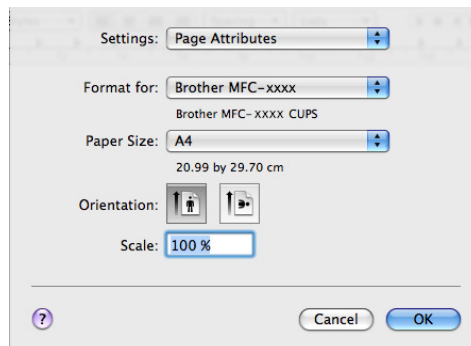 Settings: Page Attributes
Format for: Brother MFC-xxxx
Brother MFC-XXXX CUPS
Paper Size: A4
20.99 by 29.70 cm
Orientation:
Scale: 100 %
? Cancel OK